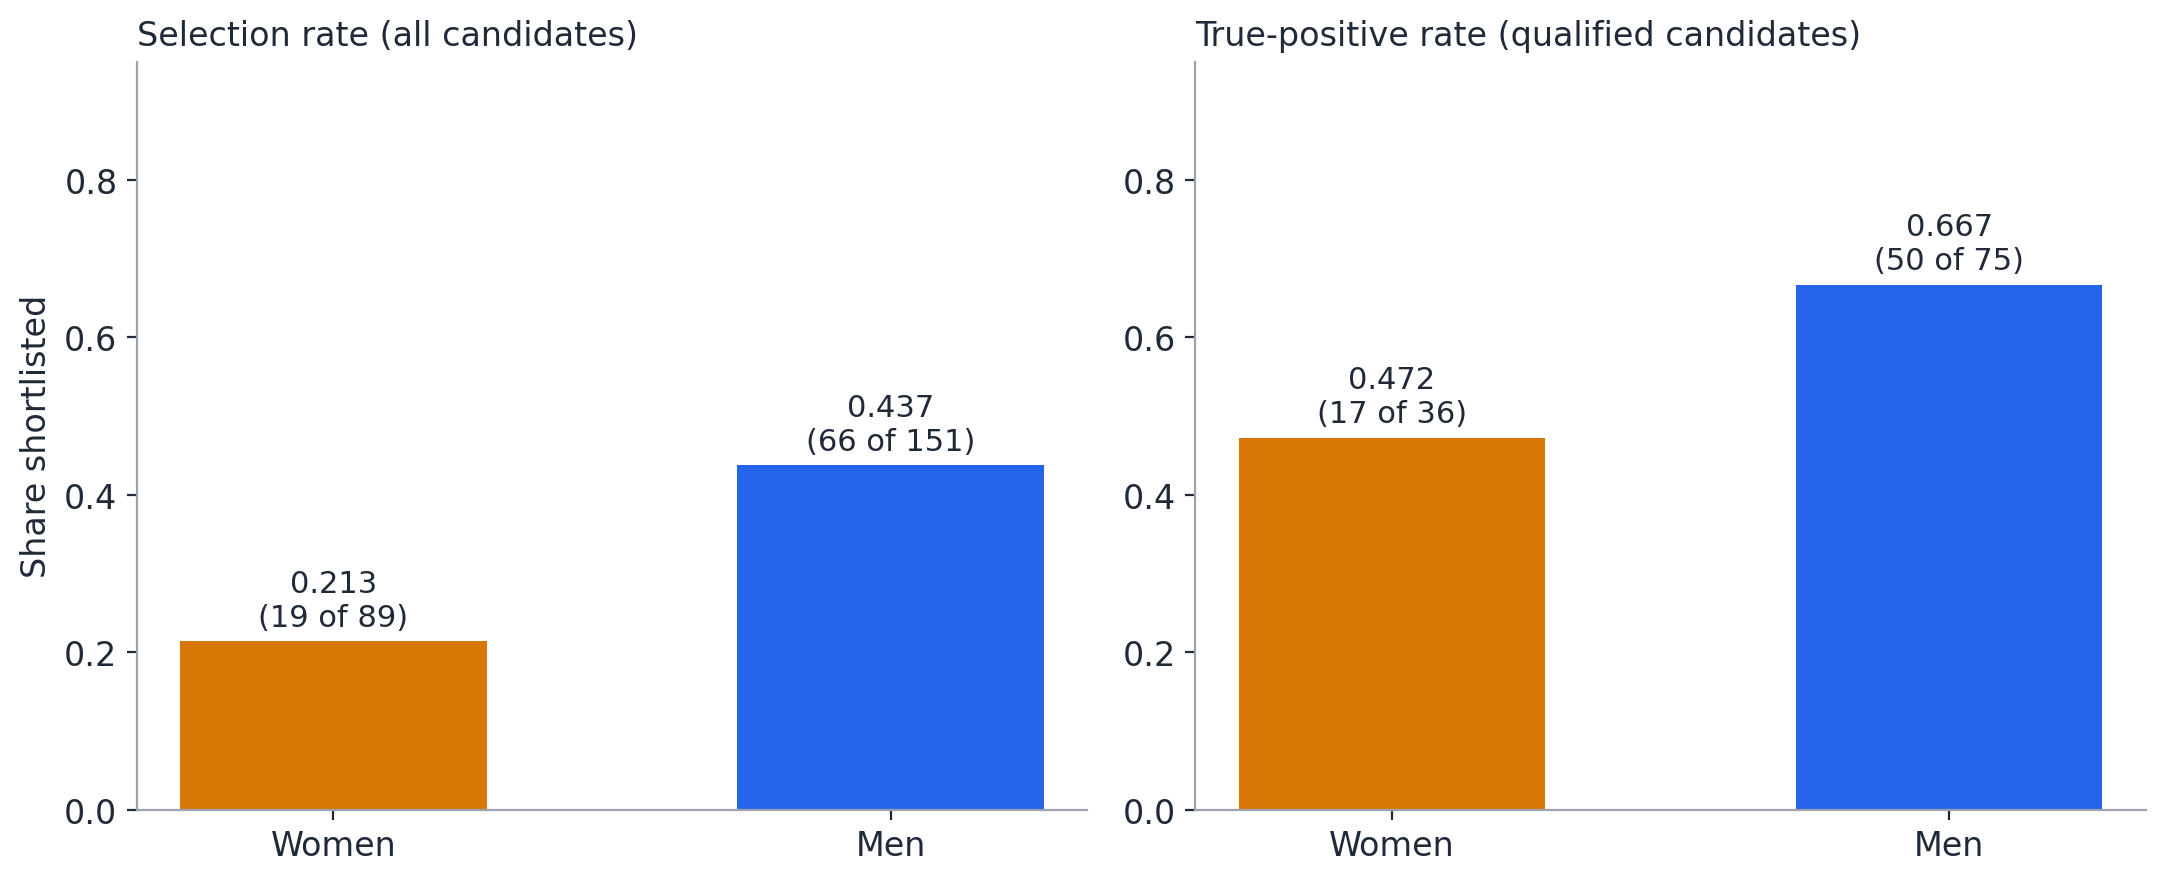 Selection rate (all candidates)
Share shortlisted
0.8
0.6
0.4
0.2
0.0
0.213
(19 of 89)
0.437
(66 of 151)
Women
Men
True-positive rate (qualified candidates)
0.8
0.6
0.4
0.2
0.0
0.472
(17 of 36)
0.667
(50 of 75)
Women
Men